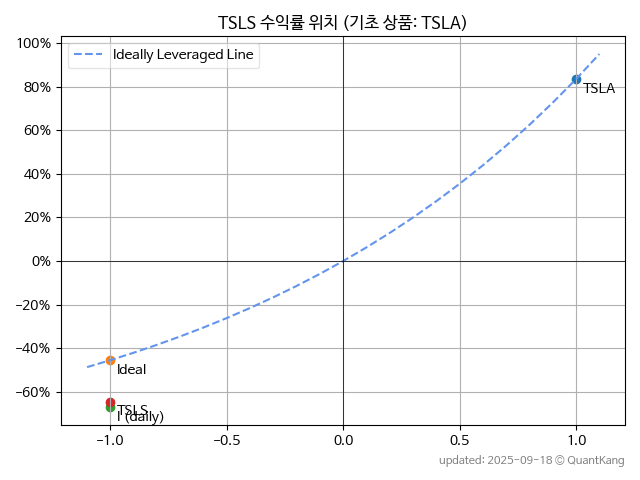 TSLS 수익률 위치 (기초 상품: TSLA)
Ideally Leveraged Line
100%
80%
60%
40%
20%
0%
−20%
−40%
−60%
TSLA
Ideal
TSLS
I (daily)
−1.0
−0.5
0.0
0.5
1.0
updated: 2025-09-18 © QuantKang